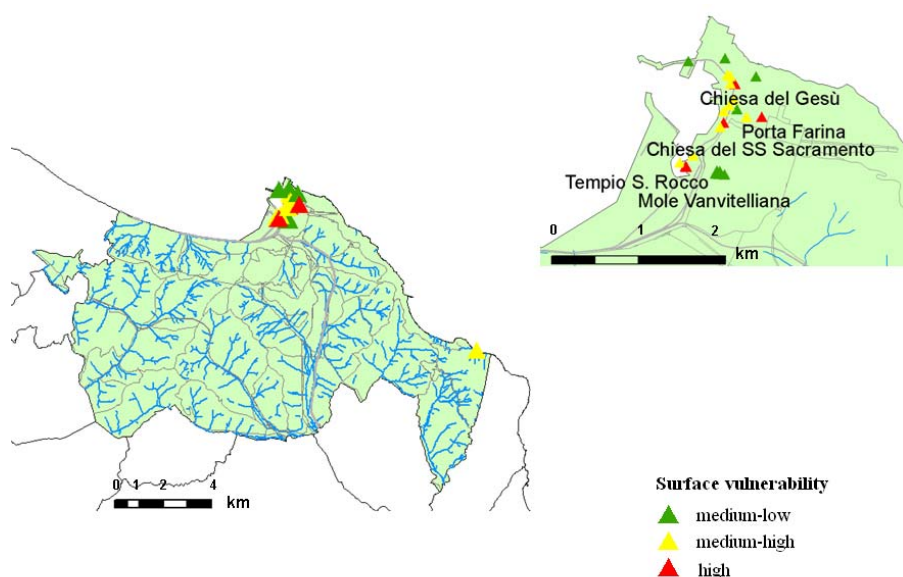 Chiesa del Gesù
Porta Farina
Chiesa del SS Sacramento
Tempio S. Rocco
Mole Vanvitelliana
0 1 2
km
0 1 2 4
km
Surface vulnerability
medium-low
medium-high
high